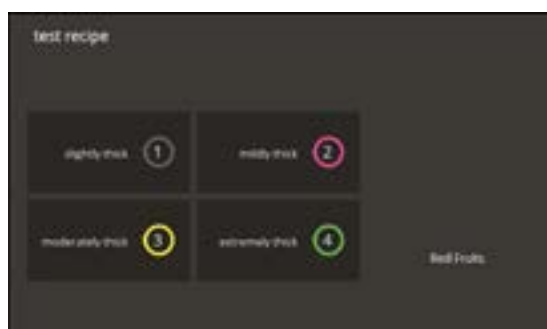 test recipe
slightly thick 1
mildly thick 2
moderately thick 3
extremely thick 4
Red Fruits